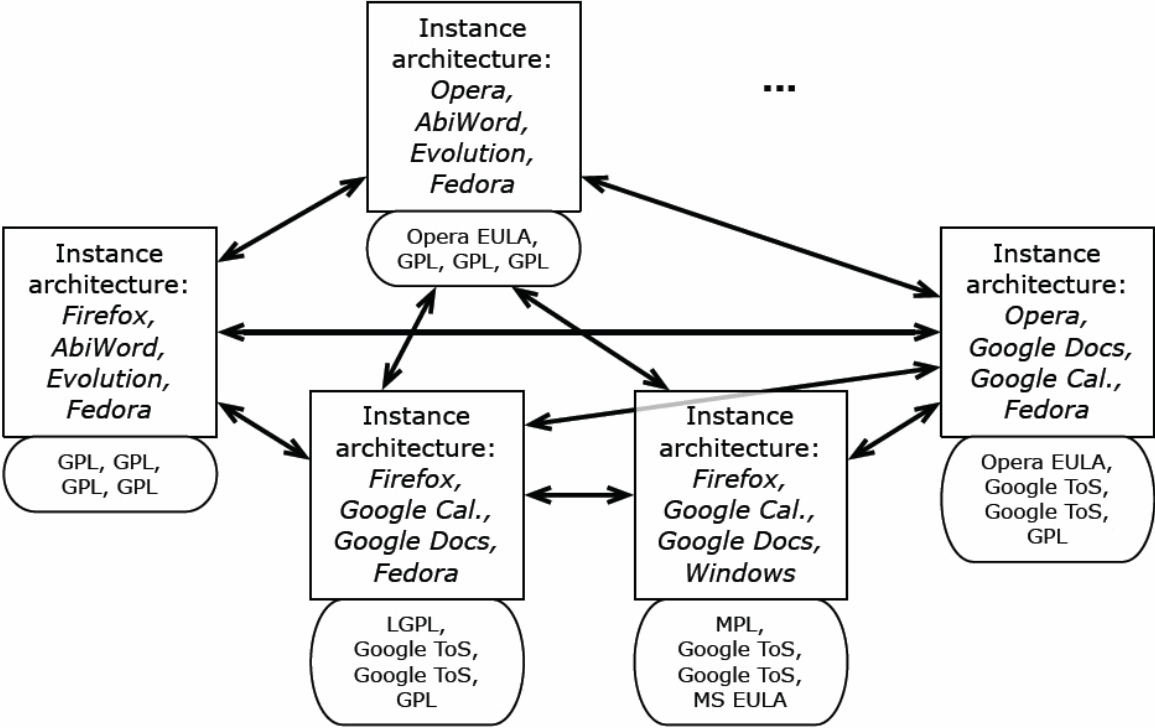 Instance
architecture:
Opera,
AbiWord,
Evolution,
Fedora
Opera EULA,
GPL, GPL, GPL
...
Instance
architecture:
Firefox,
AbiWord,
Evolution,
Fedora
GPL, GPL,
GPL, GPL
Instance
architecture:
Firefox,
Google Cal.,
Google Docs,
Fedora
LGPL,
Google ToS,
Google ToS,
GPL
Instance
architecture:
Firefox,
Google Cal.,
Google Docs,
Windows
MPL,
Google ToS,
Google ToS,
MS EULA
Instance
architecture:
Opera,
Google Docs,
Google Cal.,
Fedora
Opera EULA,
Google ToS,
Google ToS,
GPL